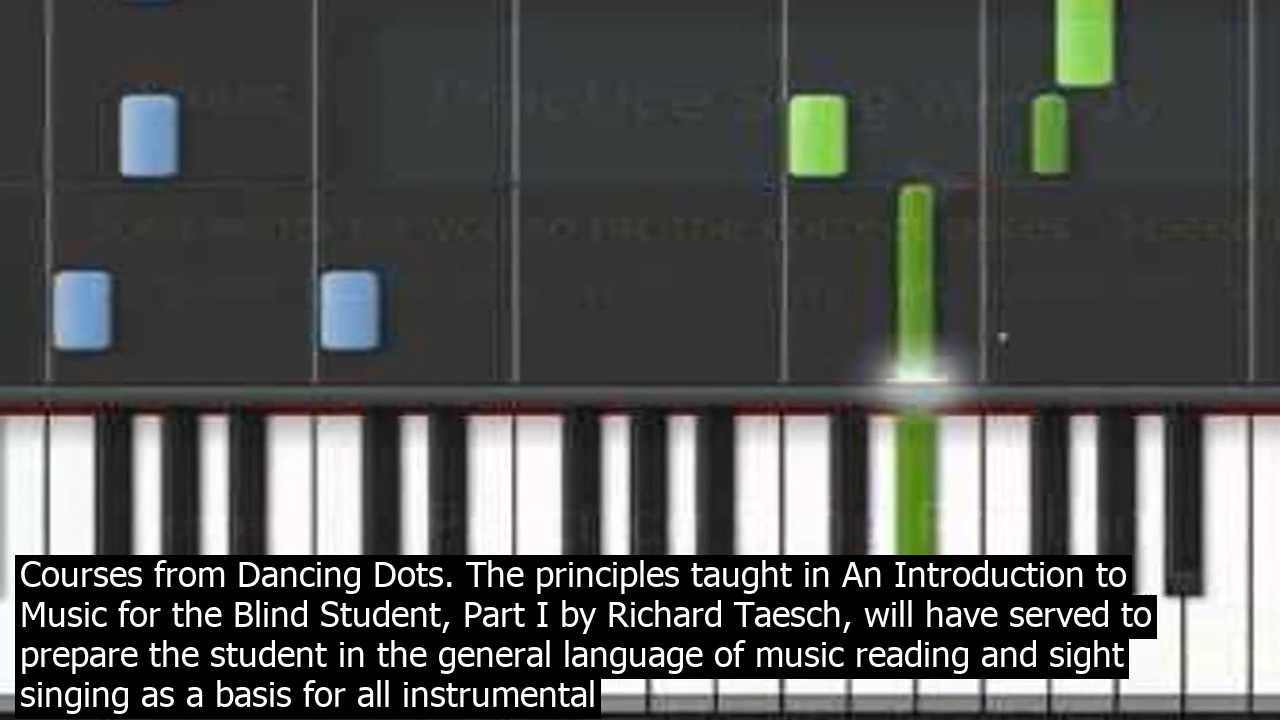 Courses from Dancing Dots. The principles taught in An Introduction to
Music for the Blind Student, Part I by Richard Taesch, will have served to
prepare the student in the general language of music reading and sight
singing as a basis for all instrumental